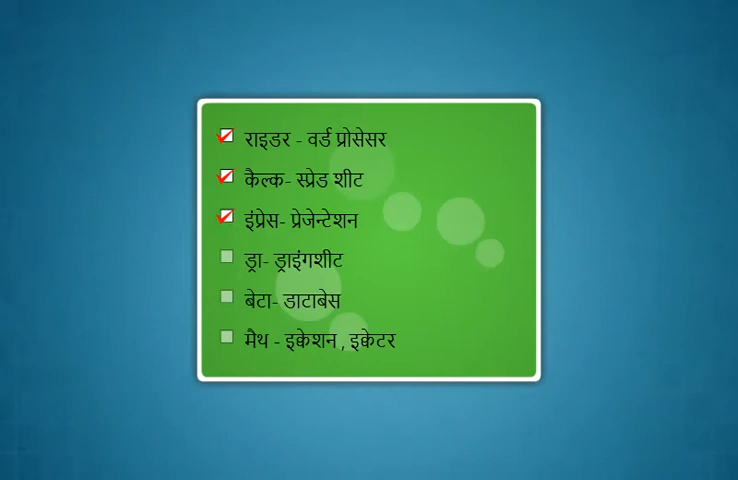 राइडर - वर्ड प्रोसेसर
कैल्क- स्प्रेड शीट
इंप्रेस- प्रेजेन्टेशन
ड्रा- ड्राइंगशीट
बेटा- डाटाबेस
मैथ - इकेशन , इकेटर